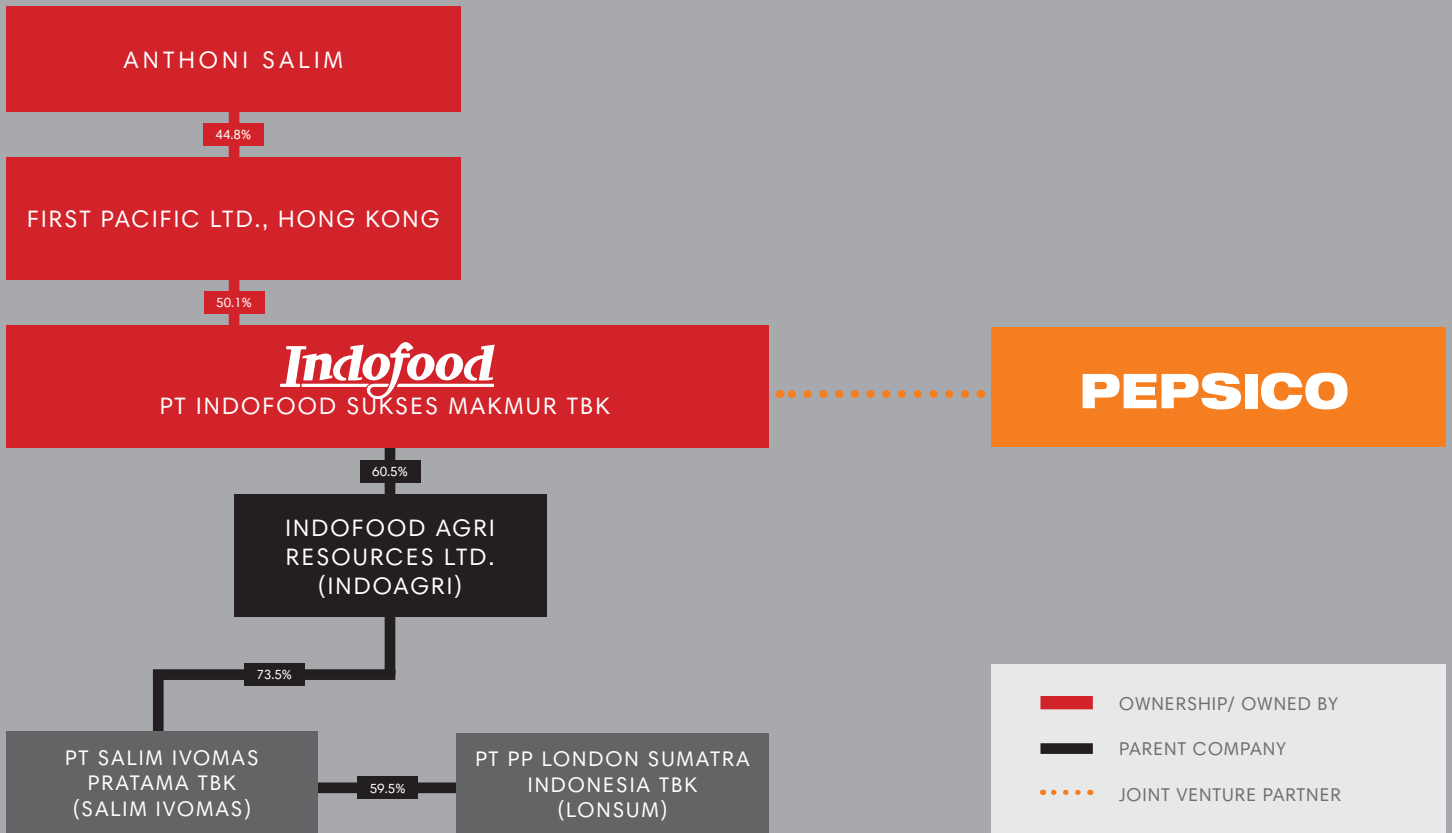 ANTHONI SALIM
44.8%
FIRST PACIFIC LTD., HONG KONG
50.1%
Indofood
PT INDOFOOD SUKSES MAKMUR TBK
PEPSICO
60.5%
INDOFOOD AGRI
RESOURCES LTD.
(INDOAGRI)
73.5%
PT SALIM IVOMAS
PRATAMA TBK
(SALIM IVOMAS)
59.5%
PT PP LONDON SUMATRA
INDONESIA TBK
(LONSUM)
OWNERSHIP/ OWNED BY
PARENT COMPANY
JOINT VENTURE PARTNER